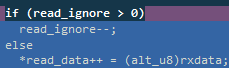 if (read_ignore > 0)
  read_ignore--;
else
  *read_data++ = (alt_u8)rxdata;